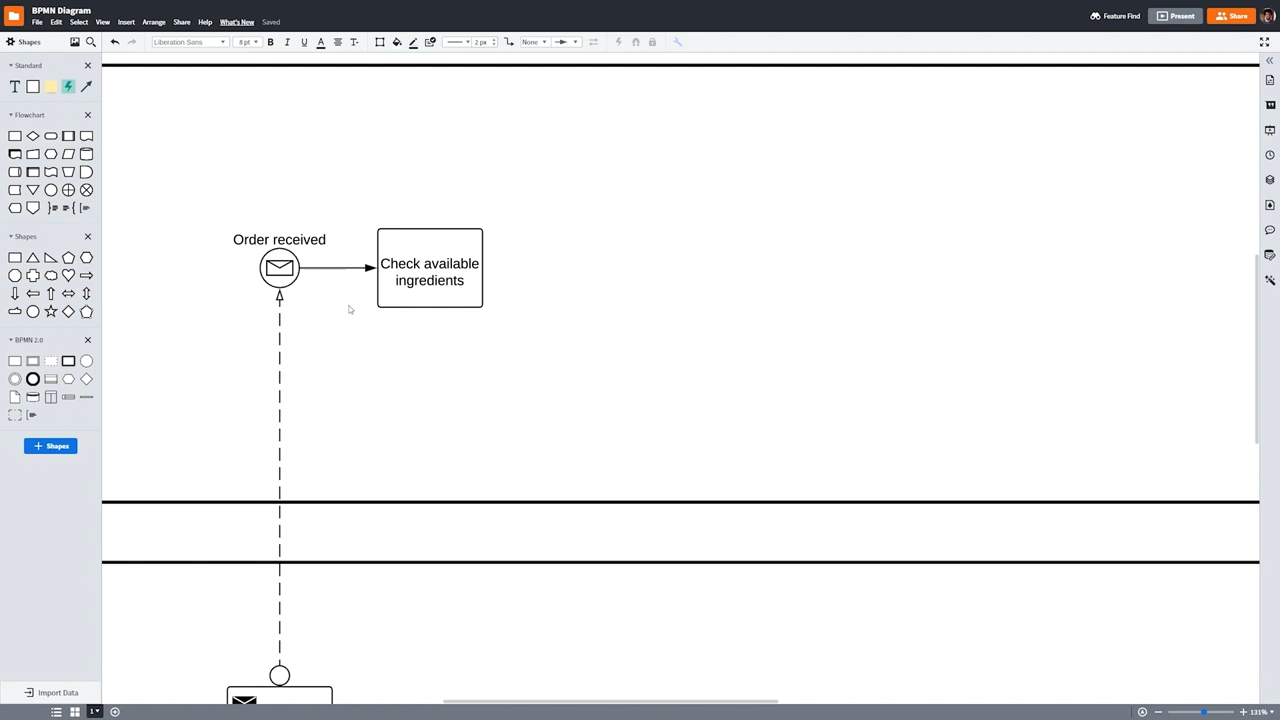 BPMN Diagram
File Edit Select View Insert Arrange Share Help What's New Saved
Feature Find
Present
Share
Shapes
Liberation Sans
8 pt
B I U A T
2 px
None
Standard
T
Flowchart
Shapes
BPMN 2.0
+ Shapes
Import Data
Order received
Check available
ingredients
1
131%